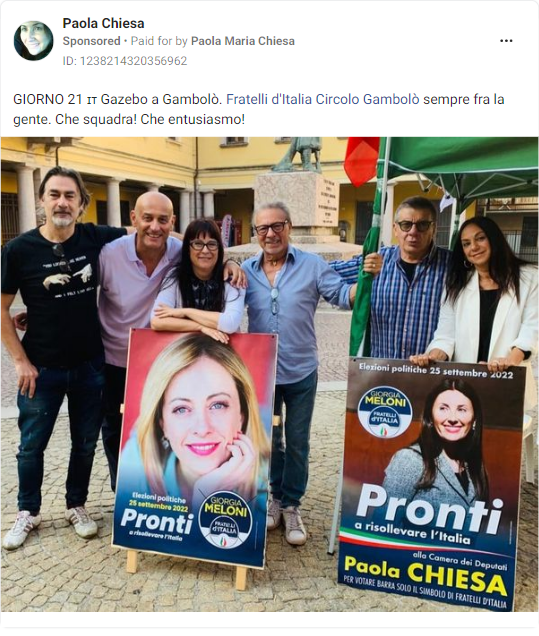 Paola Chiesa
Sponsored • Paid for by Paola Maria Chiesa
ID: 1238214320356962
GIORNO 21 ɪᴛ Gazebo a Gambolò. Fratelli d'Italia Circolo Gambolò sempre fra la
gente. Che squadra! Che entusiasmo!
Elezioni politiche
25 settembre 2022
Pronti
a risollevare l'Italia
GIORGIA
MELONI
FRATELLI
d'ITALIA
Elezioni politiche 25 settembre 2022
GIORGIA
MELONI
FRATELLI
d'ITALIA
Pronti
a risollevare l'Italia
alla Camera dei Deputati
Paola CHIESA
PER VOTARE BARRA SOLO IL SIMBOLO DI FRATELLI D'ITALIA